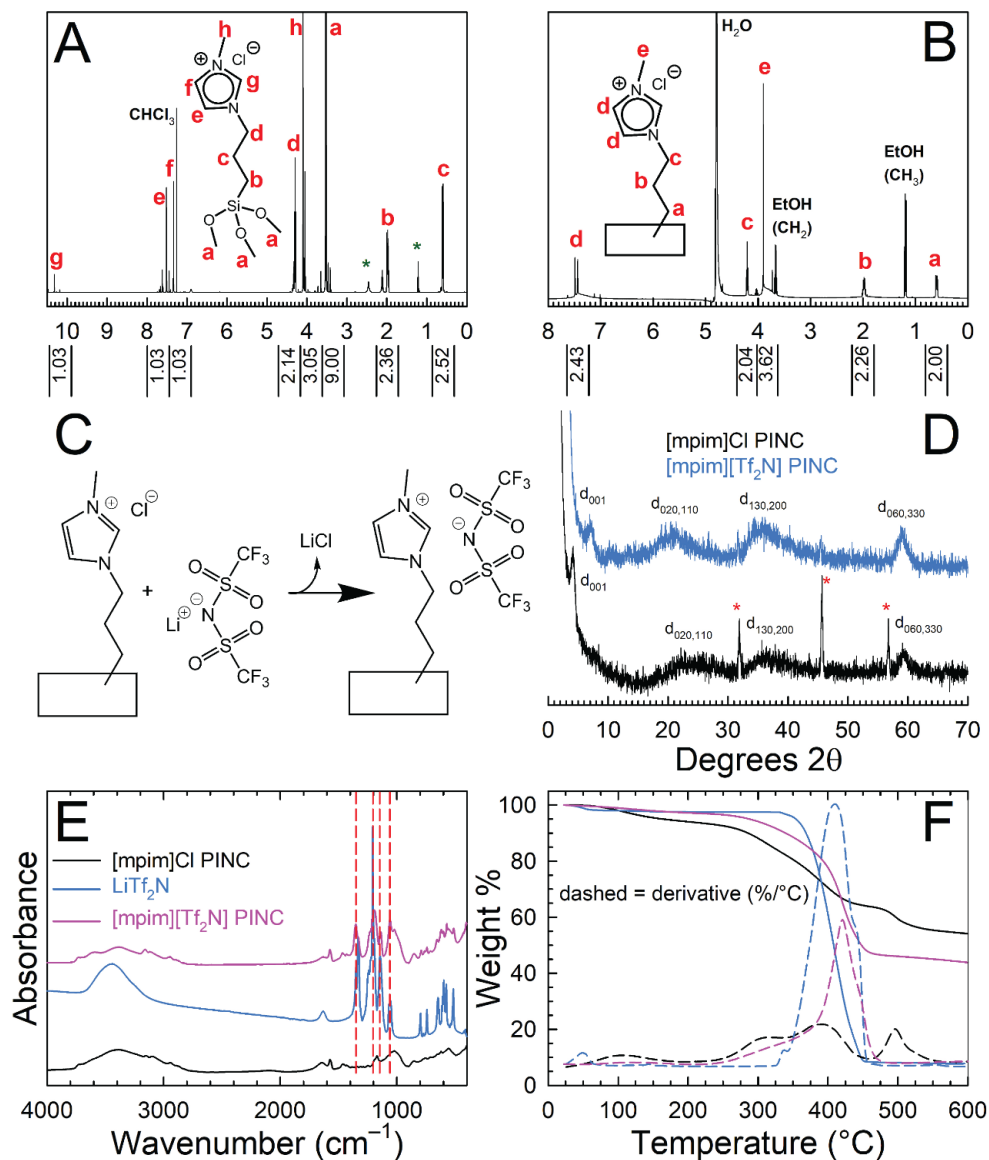 A
h
h
a
Cl⊖
⊕
N
f
g
f
e
N
CHCl3
d
d
c
c
e
f
b
b
Si
O
O
O
a
a
a
g
*
*
10 9 8 7 6 5 4 3 2 1 0
1.03
1.03
1.03
2.14
3.05
9.00
2.36
2.52
B
H2O
e
e
⊕
N
Cl⊖
d
d
N
c
b
a
EtOH
(CH3)
EtOH
(CH2)
d
c
b
a
8 7 6 5 4 3 2 1 0
2.43
2.04
3.62
2.26
2.00
C
N⊕
Cl⊖
N
+
Li⊕
CF3
O
S
O
⊖
N
O
S
O
CF3
LiCl
N⊕
N
CF3
O
S
O
⊖
N
O
S
O
CF3
D
[mpim]Cl PINC
[mpim][Tf2N] PINC
d001
d020,110
d130,200
d060,330
d001
d020,110
*
d130,200
*
*
d060,330
0 10 20 30 40 50 60 70
Degrees 2θ
E
[mpim]Cl PINC
LiTf2N
[mpim][Tf2N] PINC
Absorbance
4000 3000 2000 1000
Wavenumber (cm−1)
F
dashed = derivative (%/°C)
Weight %
100
80
60
40
20
0
0 100 200 300 400 500 600
Temperature (°C)